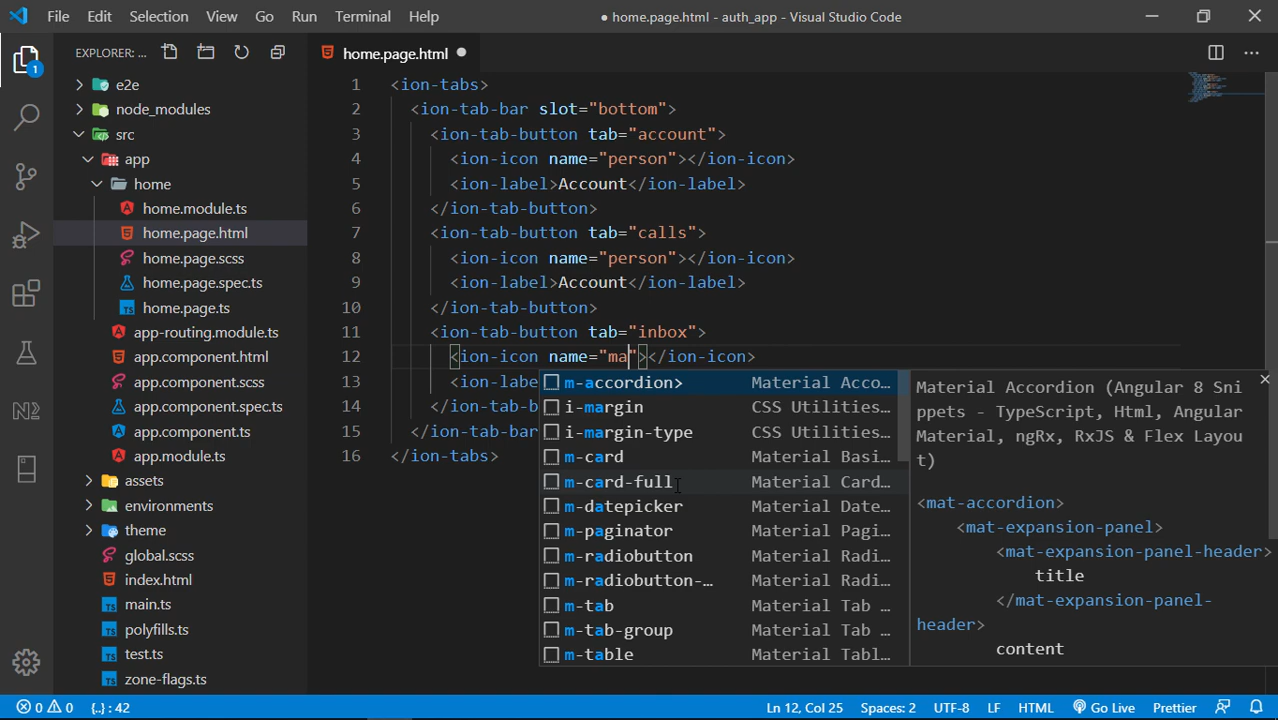 File Edit Selection View Go Run Terminal Help
● home.page.html - auth_app - Visual Studio Code
EXPLORER: ...
home.page.html
1
e2e
node_modules
src
app
home
home.module.ts
home.page.html
home.page.scss
home.page.spec.ts
home.page.ts
app-routing.module.ts
app.component.html
app.component.scss
app.component.spec.ts
app.component.ts
app.module.ts
assets
environments
theme
global.scss
index.html
main.ts
polyfills.ts
test.ts
zone-flags.ts
1 <ion-tabs>
2 <ion-tab-bar slot="bottom">
3 <ion-tab-button tab="account">
4 <ion-icon name="person"></ion-icon>
5 <ion-label>Account</ion-label>
6 </ion-tab-button>
7 <ion-tab-button tab="calls">
8 <ion-icon name="person"></ion-icon>
9 <ion-label>Account</ion-label>
10 </ion-tab-button>
11 <ion-tab-button tab="inbox">
12 <ion-icon name="ma"></ion-icon>
13 <ion-labe
14 </ion-tab-b
15 </ion-tab-bar
16 </ion-tabs>
m-accordion> Material Acco...
i-margin CSS Utilities...
i-margin-type CSS Utilities...
m-card Material Basi...
m-card-full Material Card...
m-datepicker Material Date...
m-paginator Material Pagi...
m-radiobutton Material Radi...
m-radiobutton-... Material Radi...
m-tab Material Tab ...
m-tab-group Material Tab ...
m-table Material Tabl...
Material Accordion (Angular 8 Sni
ppets - TypeScript, Html, Angular
Material, ngRx, RxJS & Flex Layou
t)
<mat-accordion>
<mat-expansion-panel>
<mat-expansion-panel-header>
title
</mat-expansion-panel-
header>
content
0 0 {..} : 42 Ln 12, Col 25 Spaces: 2 UTF-8 LF HTML Go Live Prettier